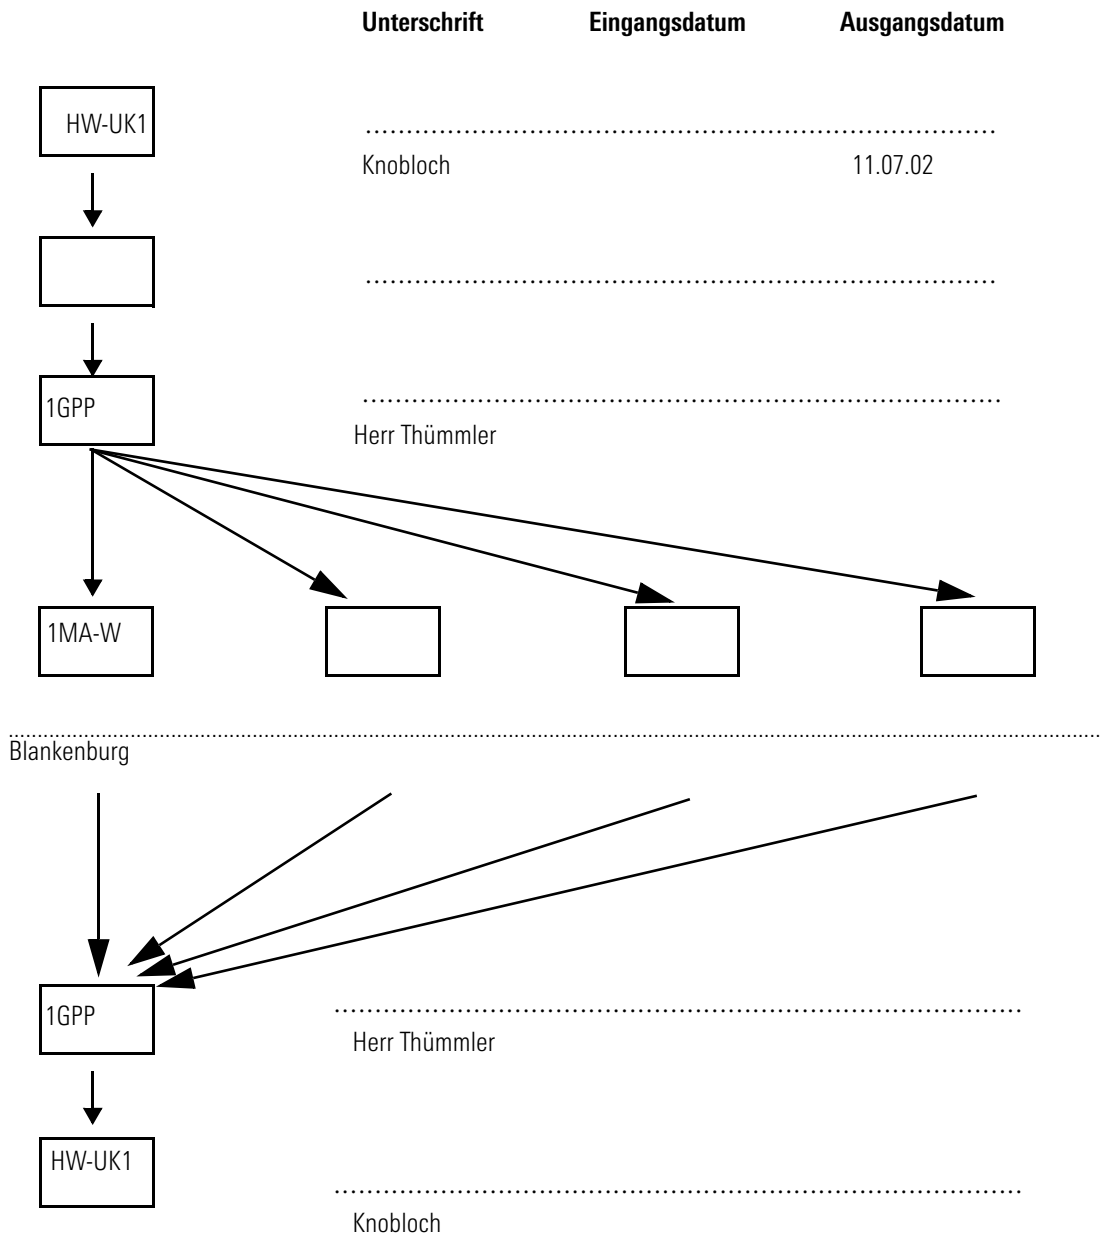 Unterschrift Eingangsdatum Ausgangsdatum
HW-UK1
Knobloch 11.07.02
1GPP
Herr Thümmler
1MA-W
Blankenburg
1GPP
Herr Thümmler
HW-UK1
Knobloch